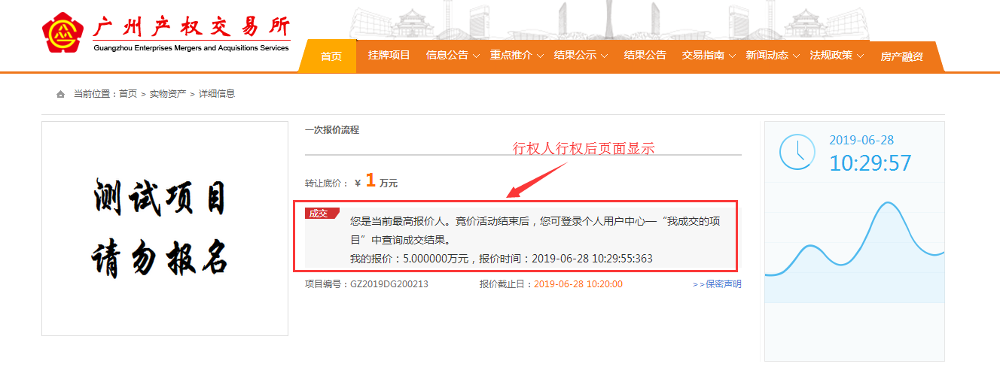 广州产权交易所
Guangzhou Enterprises Mergers and Acquisitions Services
首页 挂牌项目 信息公告 重点推介 结果公示 结果公告 交易指南 新闻动态 法规政策 房产融资
当前位置：首页 > 实物资产 > 详细信息
测试项目
请勿报名
一次报价流程
行权人行权后页面显示
转让底价： ¥ 1 万元
成交
您是当前最高报价人。竞价活动结束后，您可登录个人用户中心—“我成交的项
目”中查询成交结果。
我的报价：5.000000万元，报价时间：2019-06-28 10:29:55:363
项目编号：GZ2019DG200213 报价截止日：2019-06-28 10:20:00 >>保密声明
2019-06-28
10:29:57